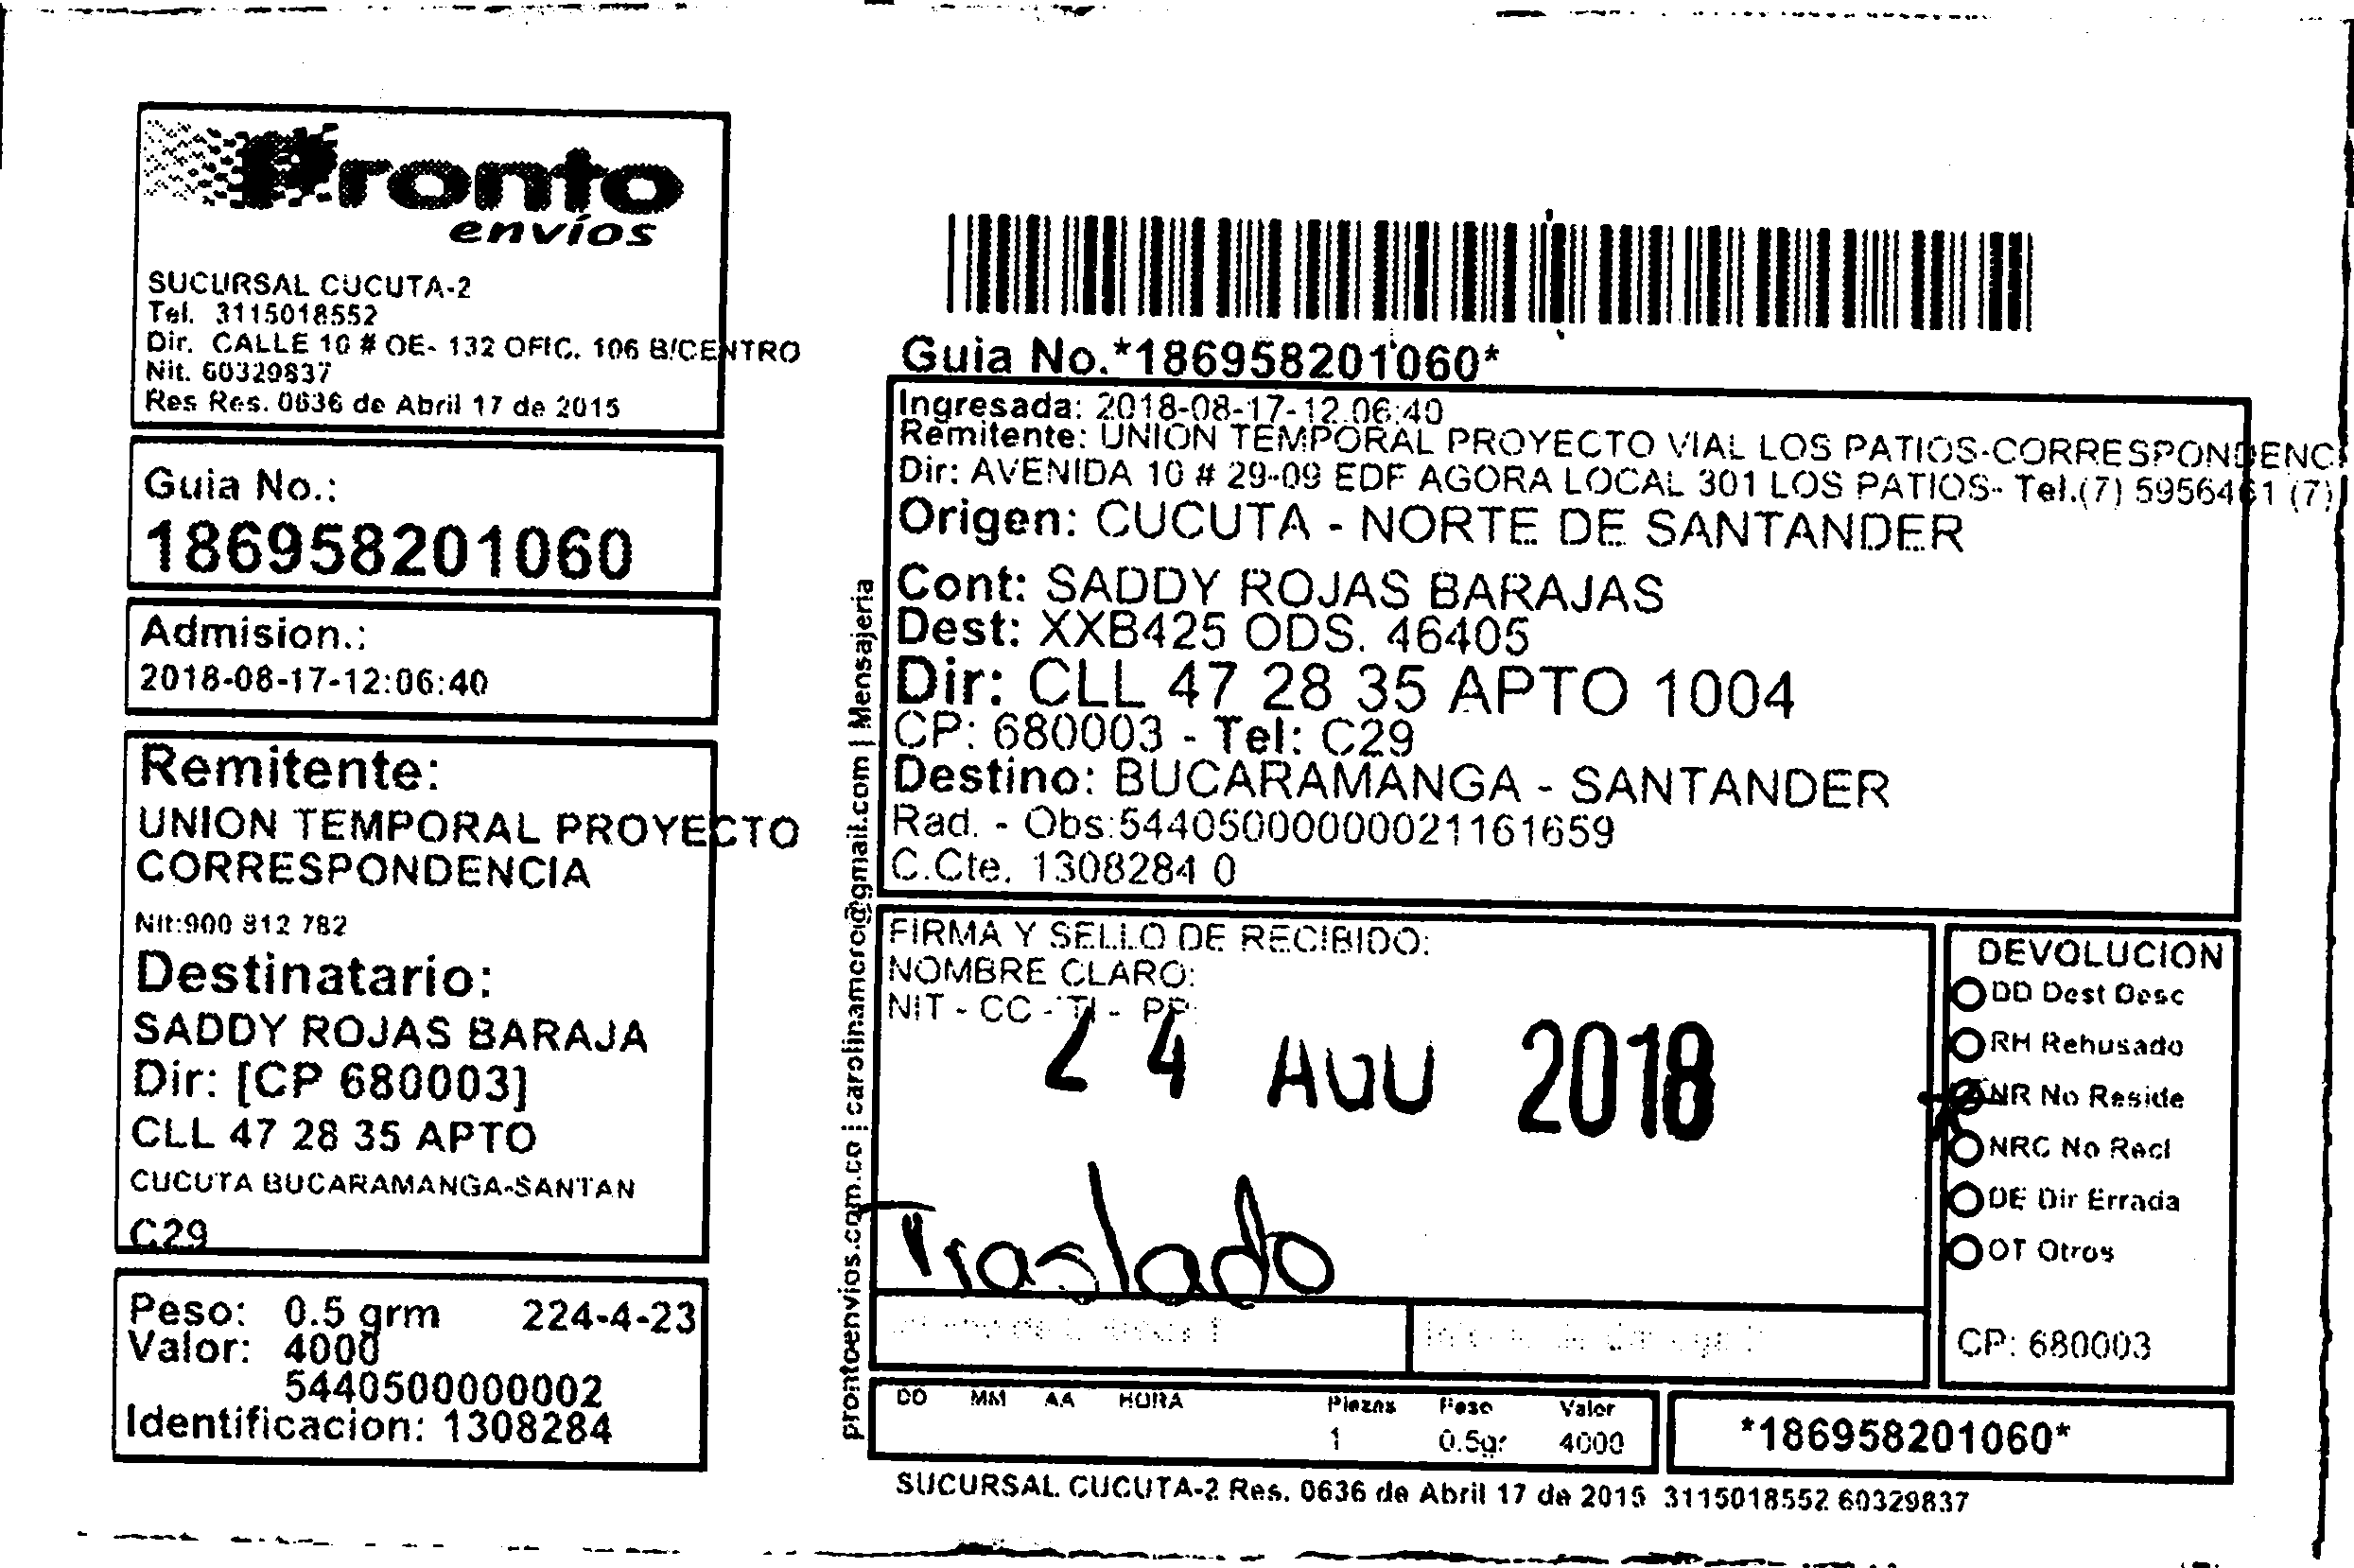 Pronto
envíos
SUCURSAL CUCUTA-2
Tel. 3115018552
Dir. CALLE 10 # OE- 132 OFIC. 106 B/CENTRO
Nit. 60329837
Res Res. 0636 de Abril 17 de 2015
Guia No.:
186958201060
Admision.:
2018-08-17-12:06:40
Remitente:
UNION TEMPORAL PROYECTO
CORRESPONDENCIA
Nit:900 812 782
Destinatario:
SADDY ROJAS BARAJA
Dir: [CP 680003]
CLL 47 28 35 APTO
CUCUTA BUCARAMANGA-SANTAN
C29
Peso: 0.5 grm 224-4-23
Valor: 4000
5440500000002
Identificacion: 1308284
prontoenvios.com.co | carolinamoro@gmail.com | Mensajeria
Guia No.*186958201060*
Ingresada: 2018-08-17-12:06:40
Remitente: UNION TEMPORAL PROYECTO VIAL LOS PATIOS-CORRESPONDENCI
Dir: AVENIDA 10 # 29-09 EDF AGORA LOCAL 301 LOS PATIOS- Tel.(7) 5956461 (7)
Origen: CUCUTA - NORTE DE SANTANDER
Cont: SADDY ROJAS BARAJAS
Dest: XXB425 ODS. 46405
Dir: CLL 47 28 35 APTO 1004
CP: 680003 - Tel: C29
Destino: BUCARAMANGA - SANTANDER
Rad. - Obs:544050000000021161659
C.Cte. 1308284 0
FIRMA Y SELLO DE RECIBIDO:
NOMBRE CLARO:
NIT - CC - TI - PP:
24 AGO 2018
Traslado
DEVOLUCION
DD Dest Desc
RH Rehusado
NR No Reside
NRC No Recl
DE Dir Errada
OT Otros
CP: 680003
DD MM AA HORA Piezas Peso Valor
1 0.5gr 4000
*186958201060*
SUCURSAL CUCUTA-2 Res. 0636 de Abril 17 de 2015 3115018552 60329837